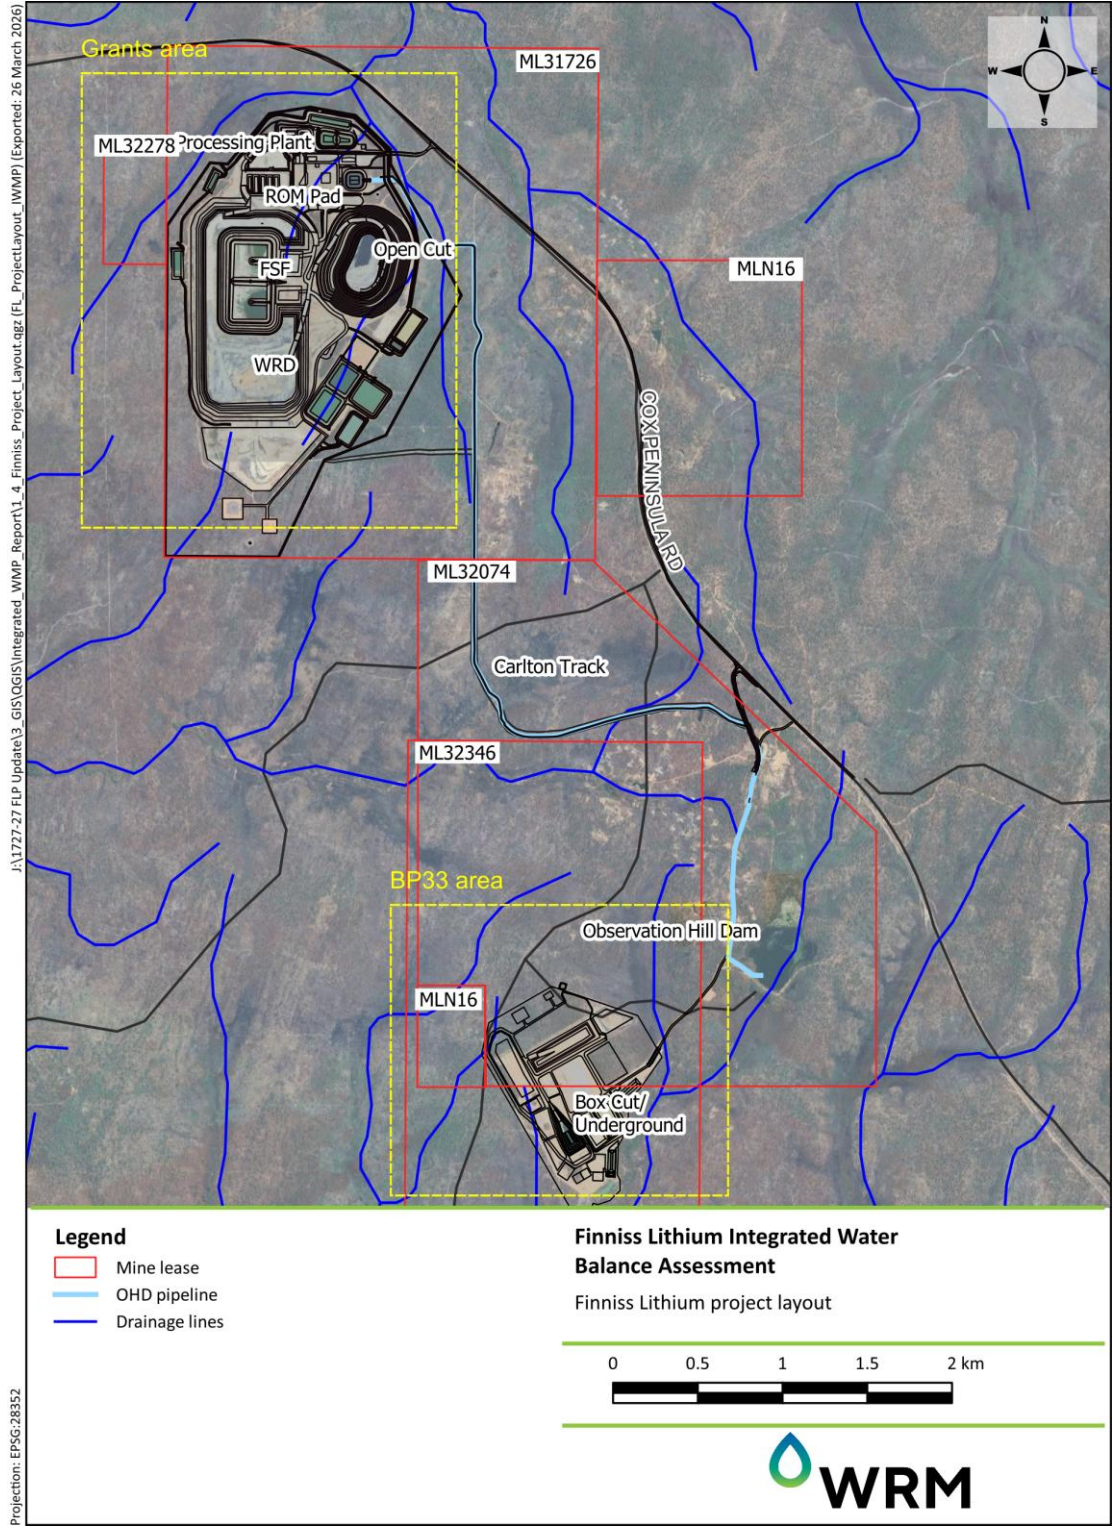 J:\1727-27 FLP Update\3_GIS\QGIS\Integrated_WMP_Report\1_4_Finniss_Project_Layout.qgz (FL_ProjectLayout_IWMP) (Exported: 26 March 2026)
Projection: EPSG:28352
Grants area
ML31726
N
W
E
S
ML32278
Processing Plant
ROM Pad
Open Cut
FSF
MLN16
WRD
COX PENINSULA RD
ML32074
Carlton Track
ML32346
BP33 area
Observation Hill Dam
MLN16
Box Cut/
Underground
Legend
Mine lease
OHD pipeline
Drainage lines
Finniss Lithium Integrated Water
Balance Assessment
Finniss Lithium project layout
0 0.5 1 1.5 2 km
WRM